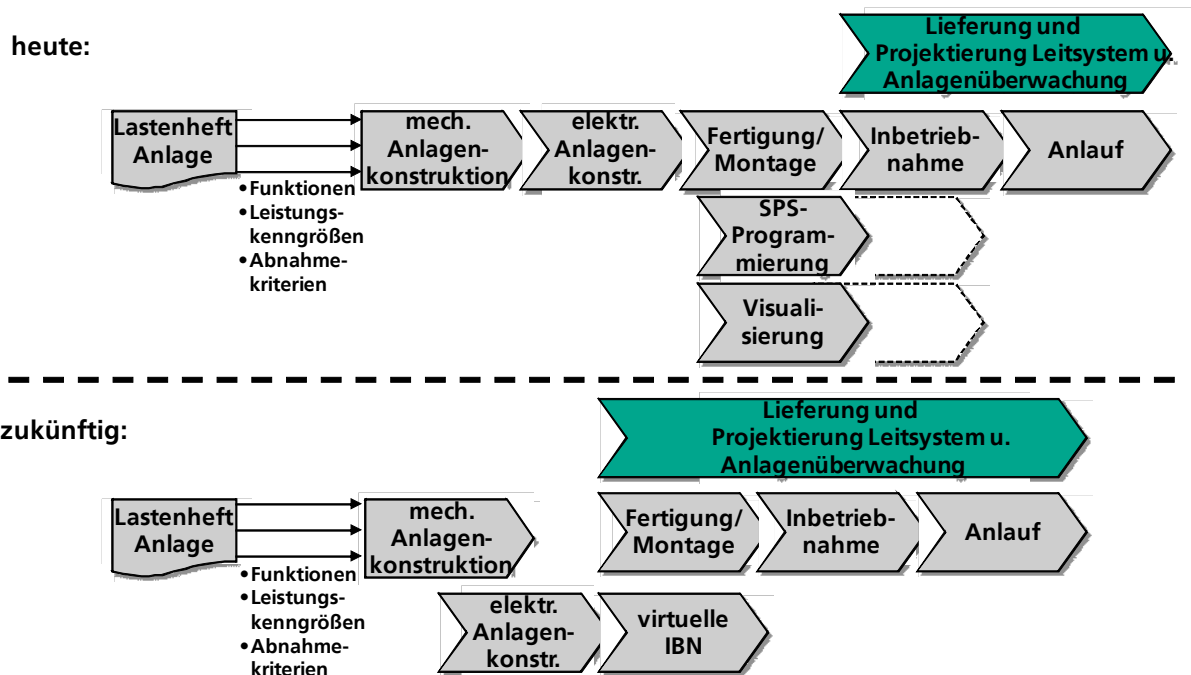 heute:
Lieferung und
Projektierung Leitsystem u.
Anlagenüberwachung
Lastenheft
Anlage
•Funktionen
•Leistungs-
kenngrößen
•Abnahme-
kriterien
mech.
Anlagen-
konstruktion
elektr.
Anlagen-
konstr.
Fertigung/
Montage
Inbetrieb-
nahme
Anlauf
SPS-
Program-
mierung
Visuali-
sierung
zukünftig:
Lieferung und
Projektierung Leitsystem u.
Anlagenüberwachung
Lastenheft
Anlage
•Funktionen
•Leistungs-
kenngrößen
•Abnahme-
kriterien
mech.
Anlagen-
konstruktion
Fertigung/
Montage
Inbetrieb-
nahme
Anlauf
elektr.
Anlagen-
konstr.
virtuelle
IBN